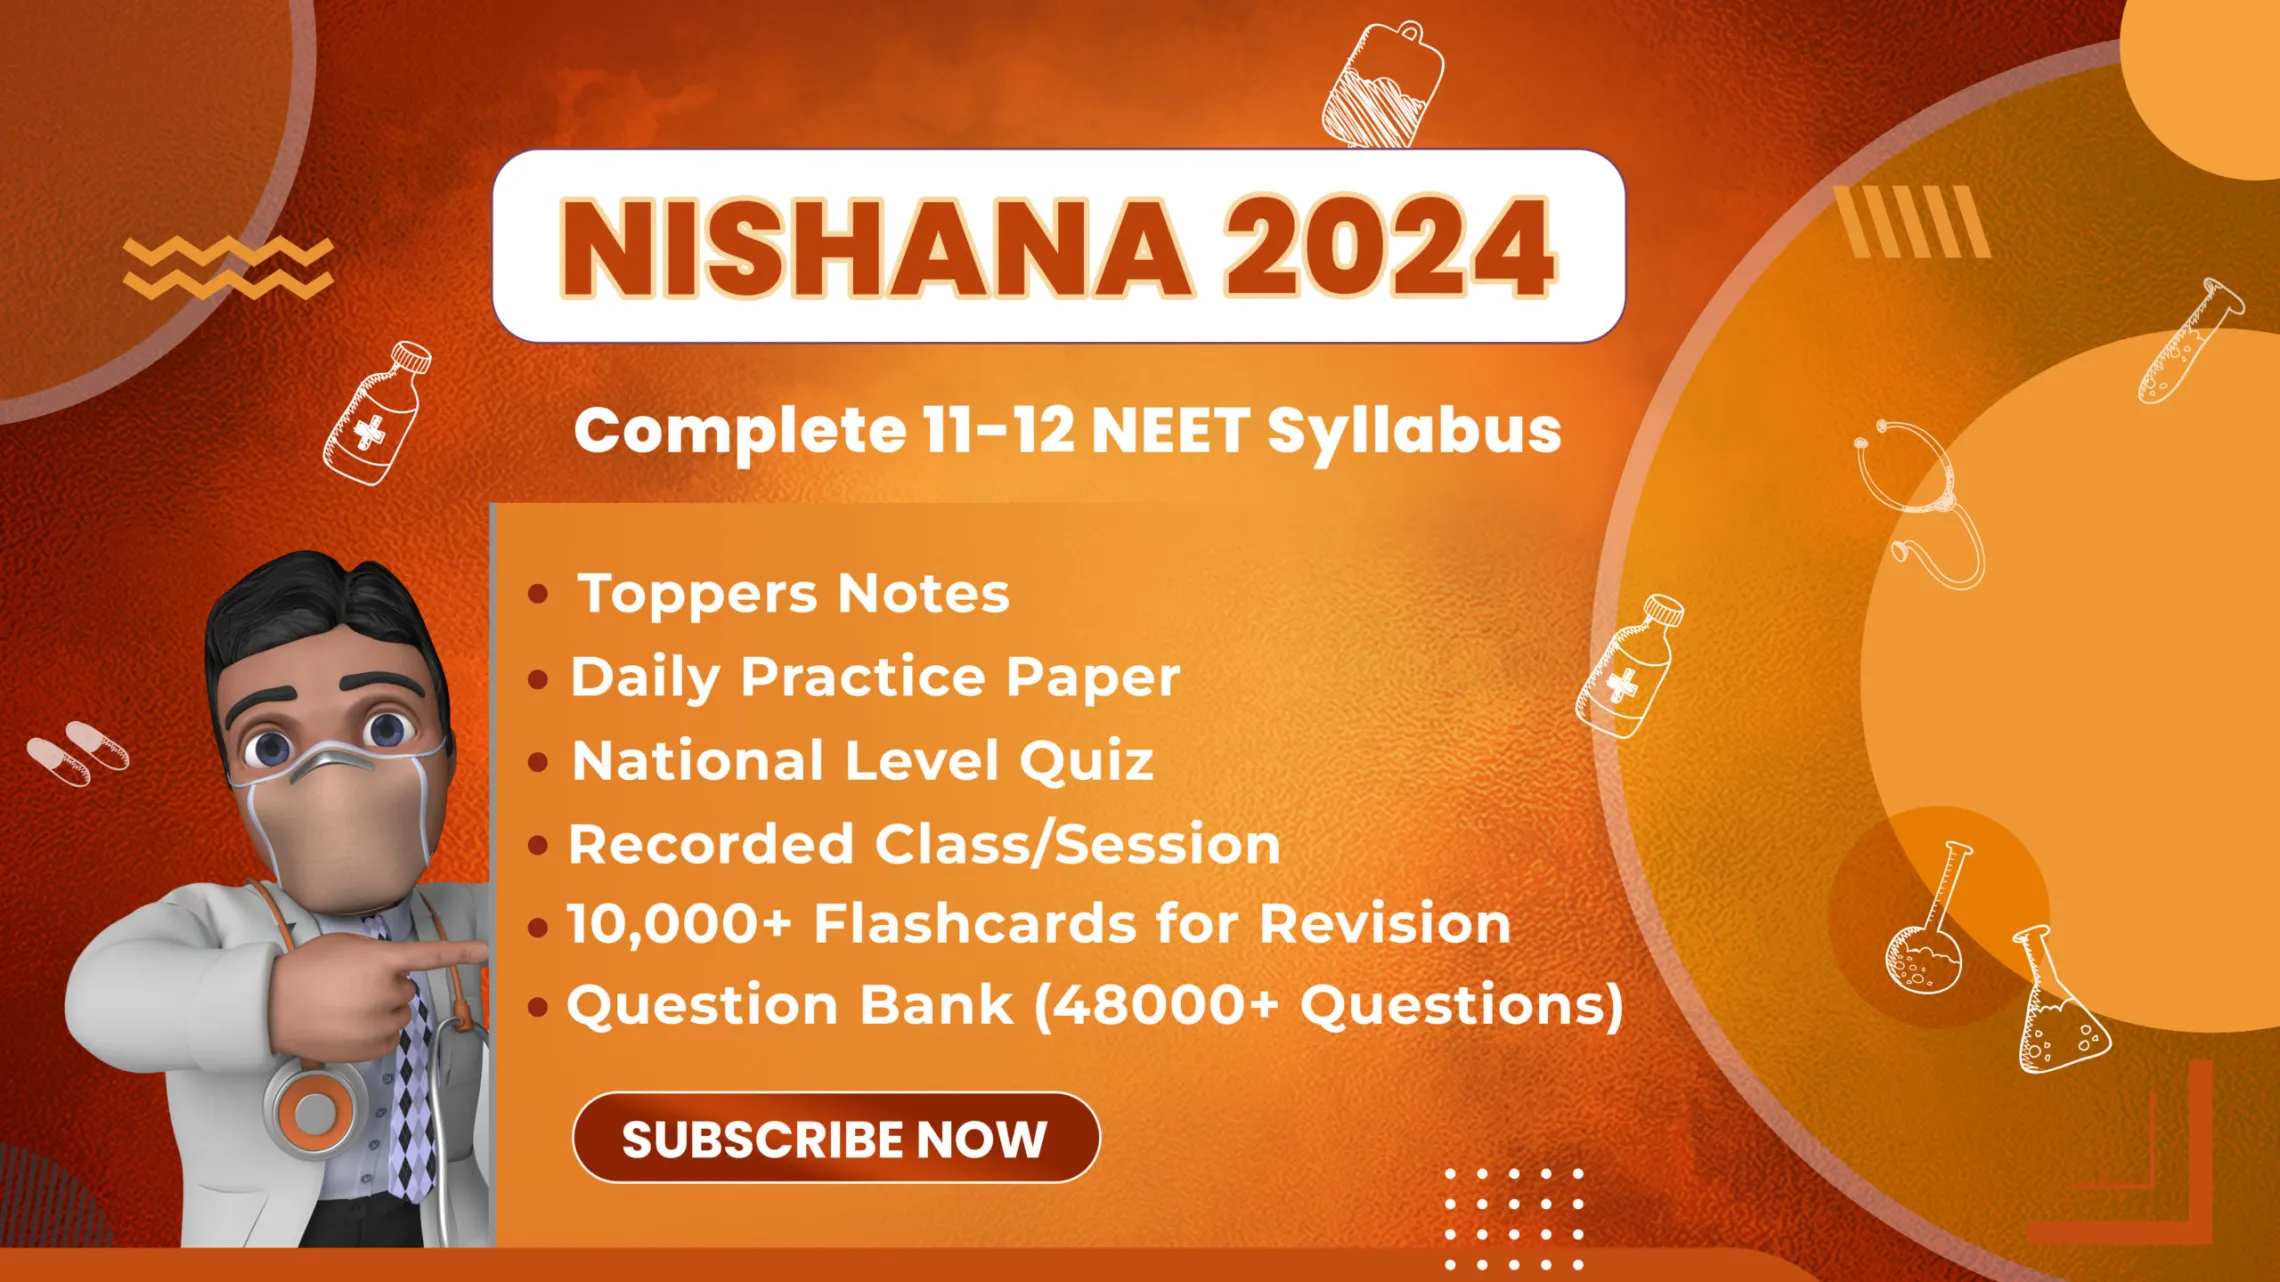 NISHANA 2024
Complete 11-12 NEET Syllabus
• Toppers Notes
• Daily Practice Paper
• National Level Quiz
• Recorded Class/Session
• 10,000+ Flashcards for Revision
• Question Bank (48000+ Questions)
SUBSCRIBE NOW